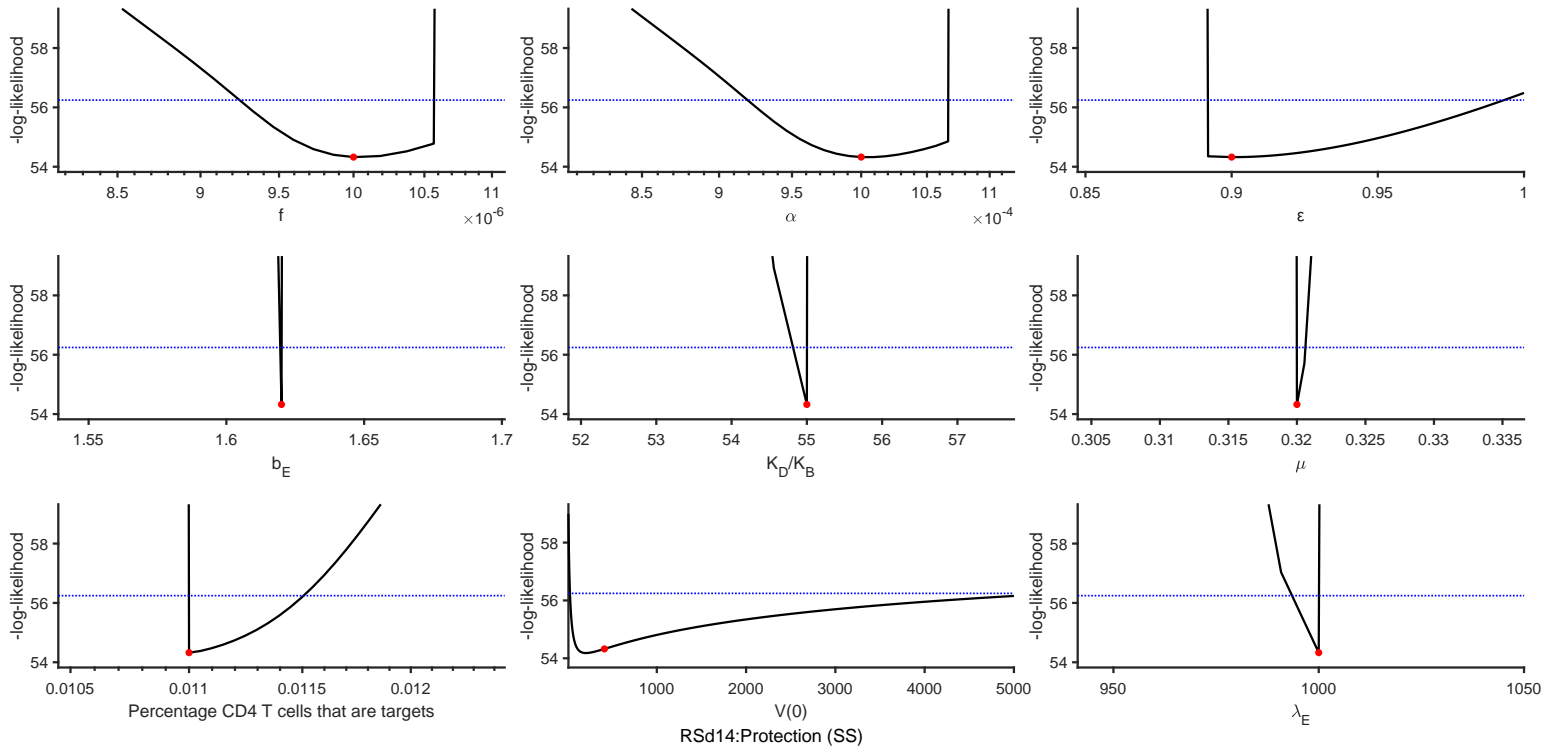 -log-likelihood
58
56
54
8.5 9 9.5 10 10.5 11
f
×10-6
-log-likelihood
58
56
54
8.5 9 9.5 10 10.5 11
α
×10-4
-log-likelihood
58
56
54
0.85 0.9 0.95 1
ε
-log-likelihood
58
56
54
1.55 1.6 1.65 1.7
bE
-log-likelihood
58
56
54
52 53 54 55 56 57
KD/KB
-log-likelihood
58
56
54
0.305 0.31 0.315 0.32 0.325 0.33 0.335
μ
-log-likelihood
58
56
54
0.0105 0.011 0.0115 0.012
Percentage CD4 T cells that are targets
-log-likelihood
58
56
54
1000 2000 3000 4000 5000
V(0)
-log-likelihood
58
56
54
950 1000 1050
λE
RSd14:Protection (SS)